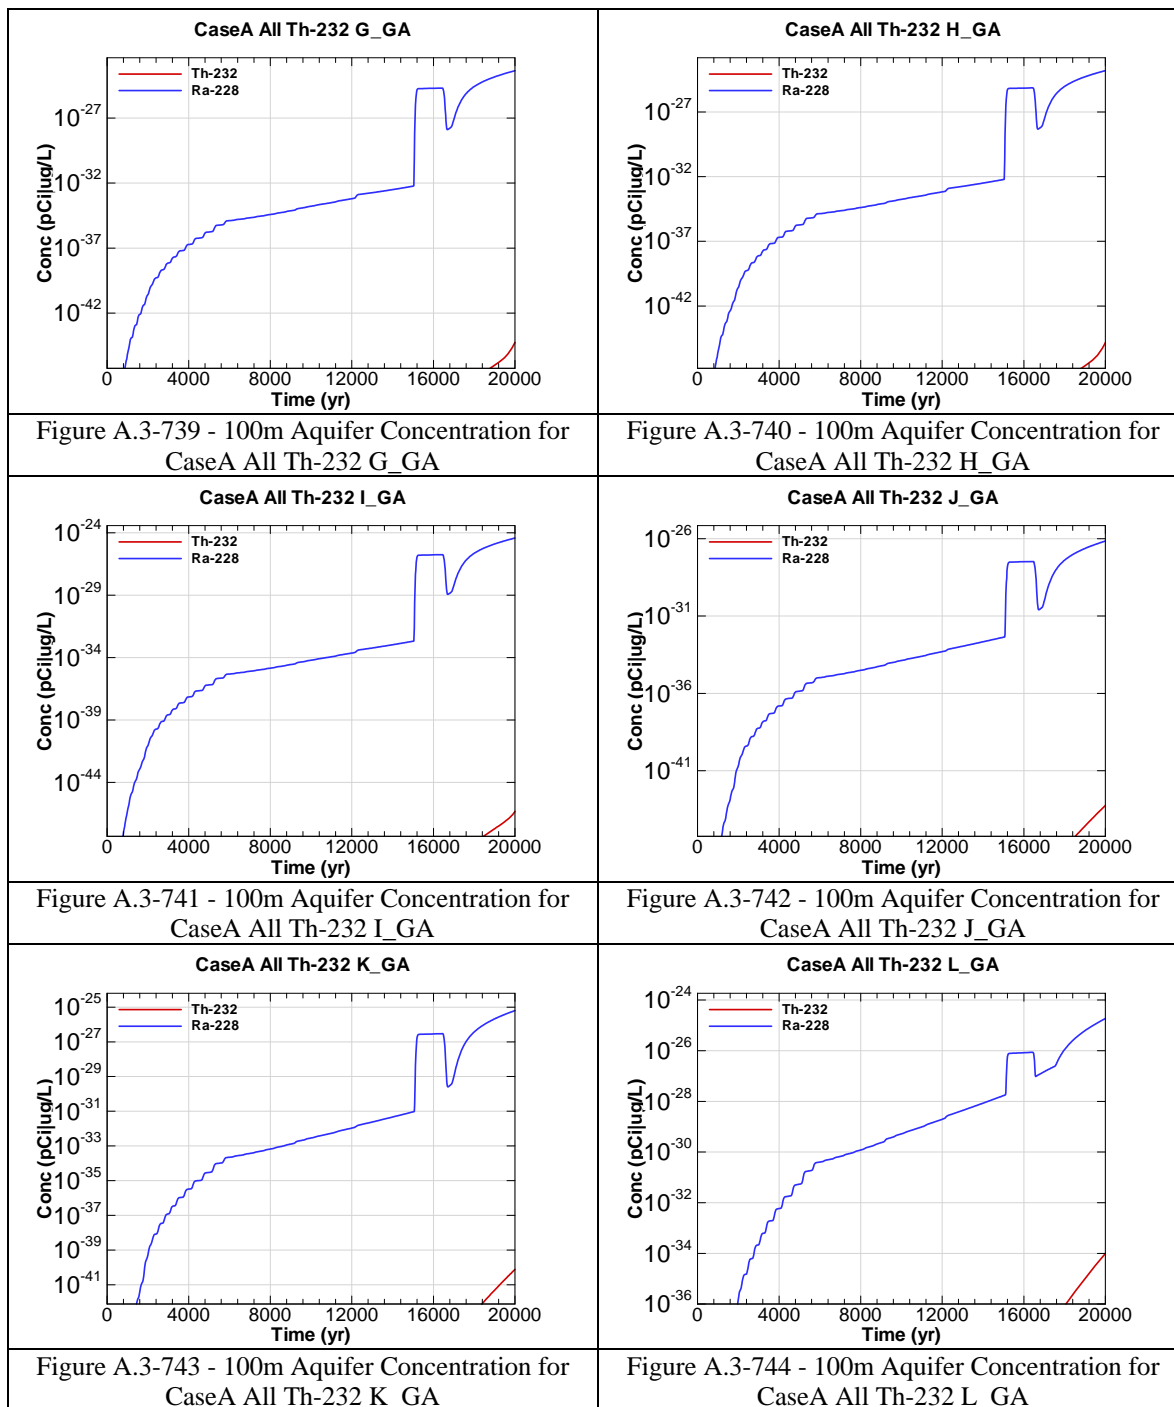 CaseA All Th-232 G_GA
Th-232
Ra-228
10-27
10-32
10-37
10-42
Conc (pCi|ug/L)
0 4000 8000 12000 16000 20000
Time (yr)
Figure A.3-739 - 100m Aquifer Concentration for
CaseA All Th-232 G_GA
CaseA All Th-232 H_GA
Th-232
Ra-228
10-27
10-32
10-37
10-42
Conc (pCi|ug/L)
0 4000 8000 12000 16000 20000
Time (yr)
Figure A.3-740 - 100m Aquifer Concentration for
CaseA All Th-232 H_GA
CaseA All Th-232 I_GA
Th-232
Ra-228
10-24
10-29
10-34
10-39
10-44
Conc (pCi|ug/L)
0 4000 8000 12000 16000 20000
Time (yr)
Figure A.3-741 - 100m Aquifer Concentration for
CaseA All Th-232 I_GA
CaseA All Th-232 J_GA
Th-232
Ra-228
10-26
10-31
10-36
10-41
Conc (pCi|ug/L)
0 4000 8000 12000 16000 20000
Time (yr)
Figure A.3-742 - 100m Aquifer Concentration for
CaseA All Th-232 J_GA
CaseA All Th-232 K_GA
Th-232
Ra-228
10-25
10-27
10-29
10-31
10-33
10-35
10-37
10-39
10-41
Conc (pCi|ug/L)
0 4000 8000 12000 16000 20000
Time (yr)
Figure A.3-743 - 100m Aquifer Concentration for
CaseA All Th-232 K_GA
CaseA All Th-232 L_GA
Th-232
Ra-228
10-24
10-26
10-28
10-30
10-32
10-34
10-36
Conc (pCi|ug/L)
0 4000 8000 12000 16000 20000
Time (yr)
Figure A.3-744 - 100m Aquifer Concentration for
CaseA All Th-232 L_GA